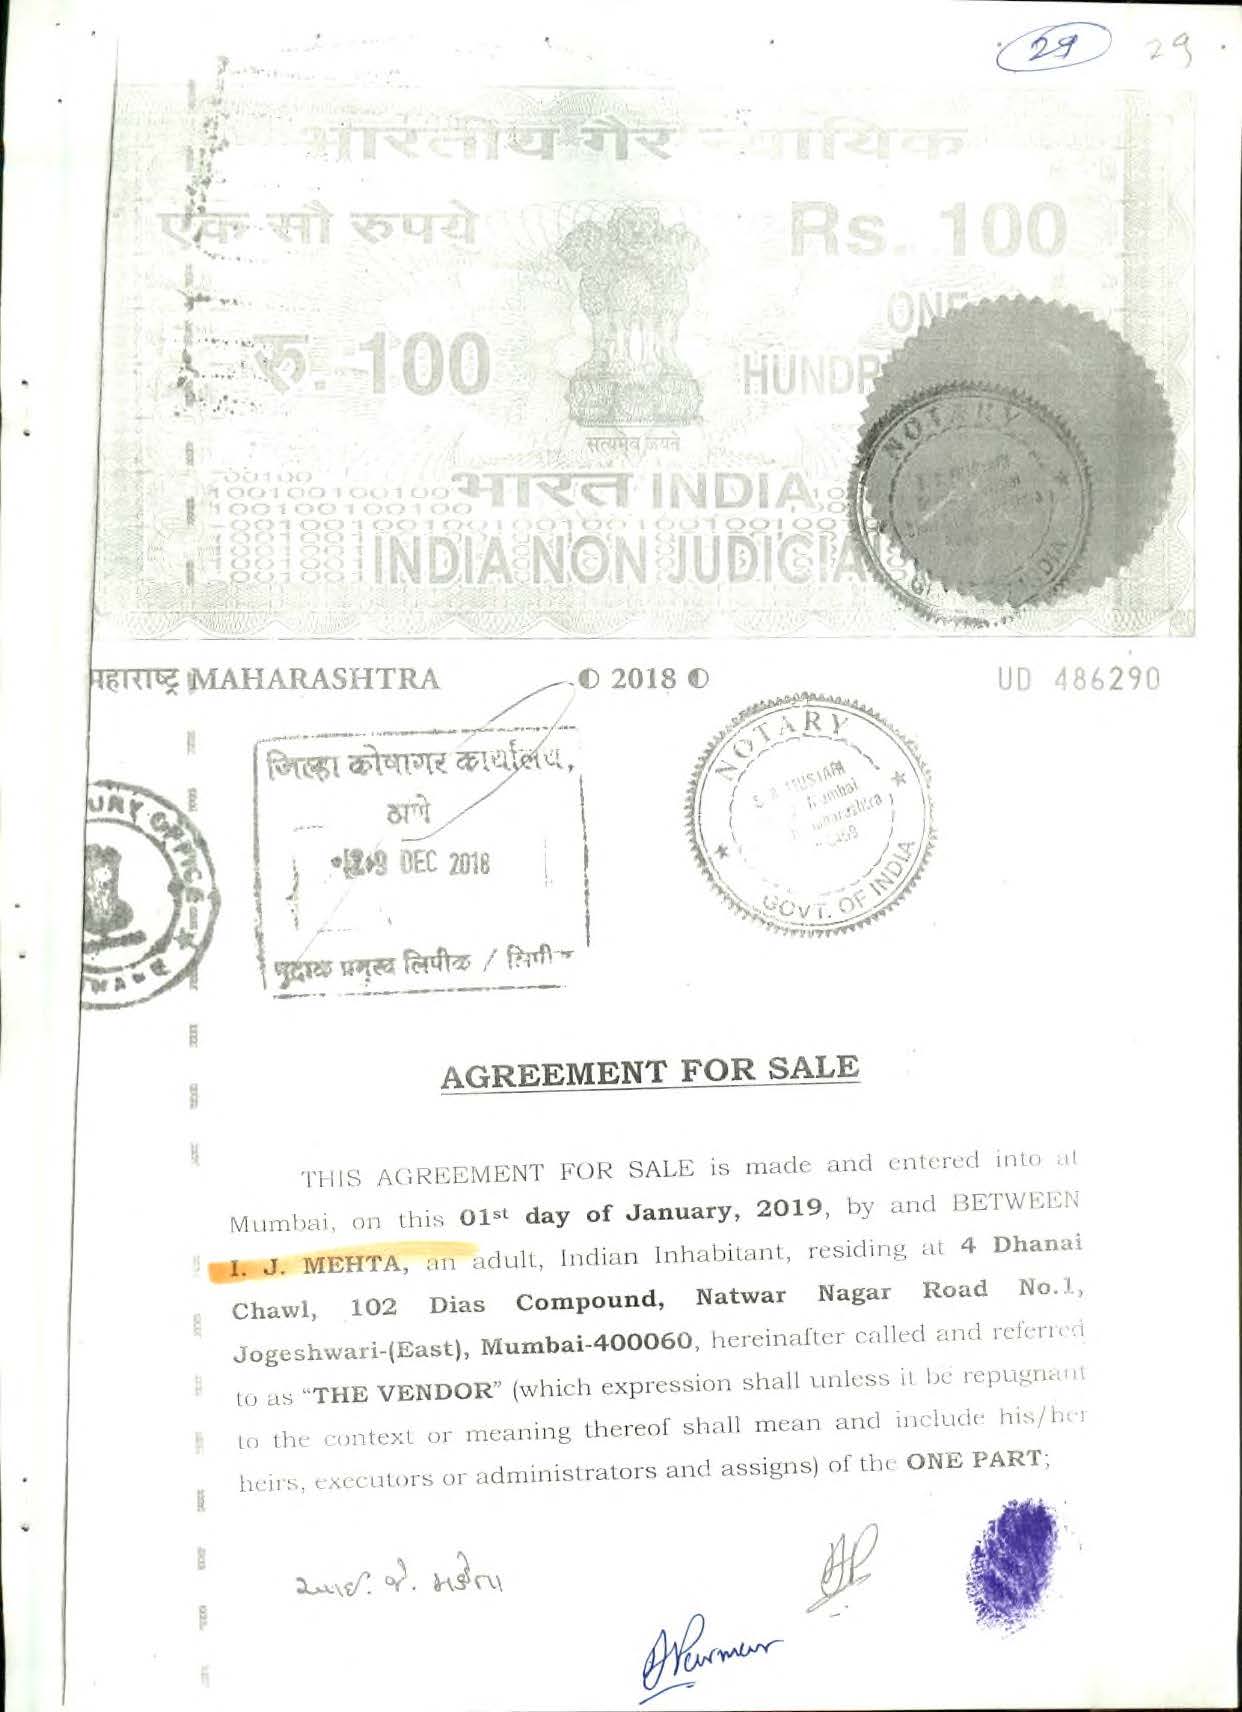 29 29
भारतीय गैर न्यायिक
एक सौ रुपये Rs. 100
ONE
रु. 100 HUNDR
सत्यमेव जयते
भारत INDIA
INDIA NON JUDICIA
महाराष्ट्र MAHARASHTRA 2018 UD 486290
NOTARY
GOVT. OF INDIA
जिल्हा कोषागार कार्यालय,
ठाणे
DEC 2018
मुद्रांक प्रमुख लिपीक /
AGREEMENT FOR SALE
THIS AGREEMENT FOR SALE is made and entered into at
Mumbai, on this 01st day of January, 2019, by and BETWEEN
I. J. MEHTA, an adult, Indian Inhabitant, residing at 4 Dhanai
Chawl, 102 Dias Compound, Natwar Nagar Road No.1,
Jogeshwari-(East), Mumbai-400060, hereinafter called and referred
to as “THE VENDOR” (which expression shall unless it be repugnant
to the context or meaning thereof shall mean and include his/her
heirs, executors or administrators and assigns) of the ONE PART;
આઈ. જે. મહેતા